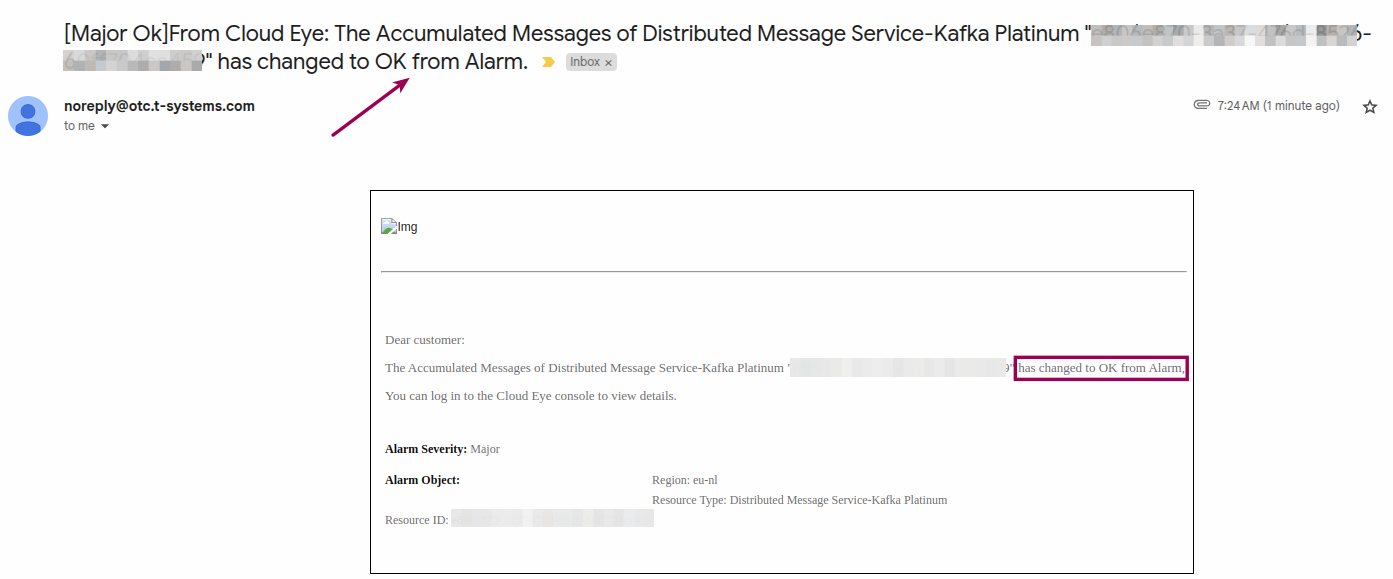 [Major Ok]From Cloud Eye: The Accumulated Messages of Distributed Message Service-Kafka Platinum "
" has changed to OK from Alarm. Inbox ×
noreply@otc.t-systems.com 7:24 AM (1 minute ago)
to me
Img
Dear customer:
The Accumulated Messages of Distributed Message Service-Kafka Platinum " " has changed to OK from Alarm,
You can log in to the Cloud Eye console to view details.
Alarm Severity: Major
Alarm Object: Region: eu-nl
Resource Type: Distributed Message Service-Kafka Platinum
Resource ID: